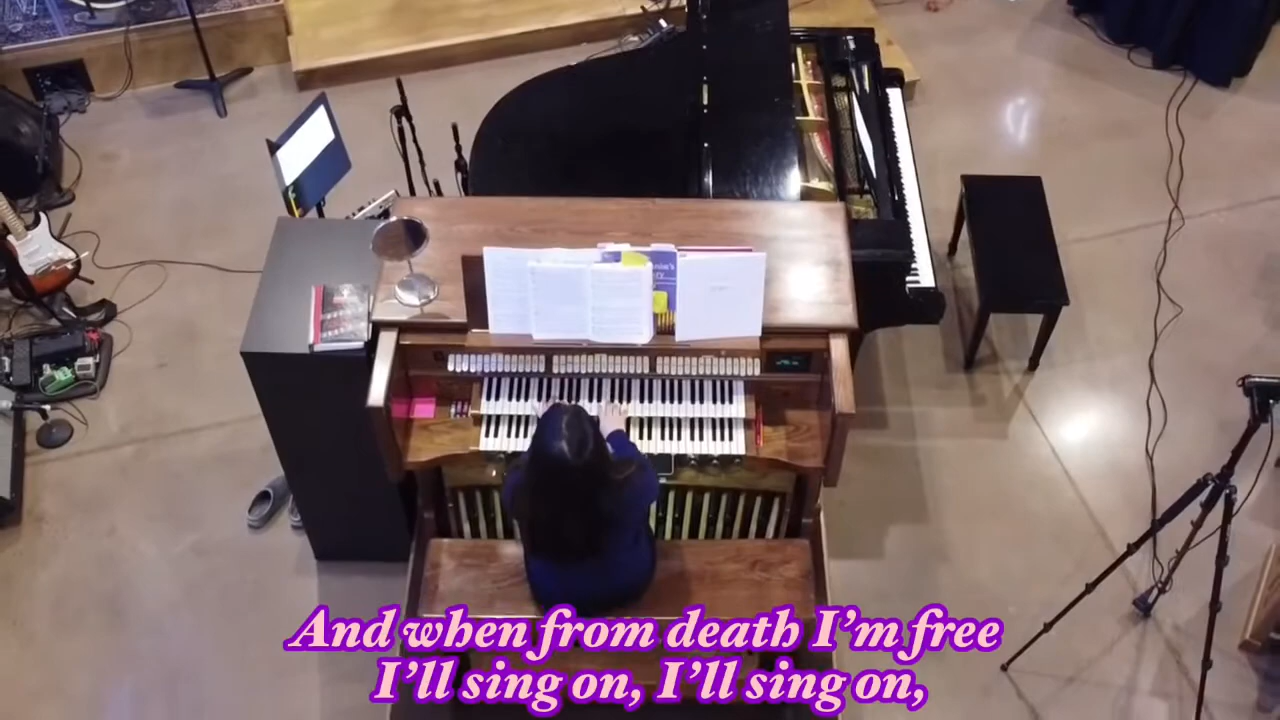 And when from death I'm free
I'll sing on, I'll sing on,